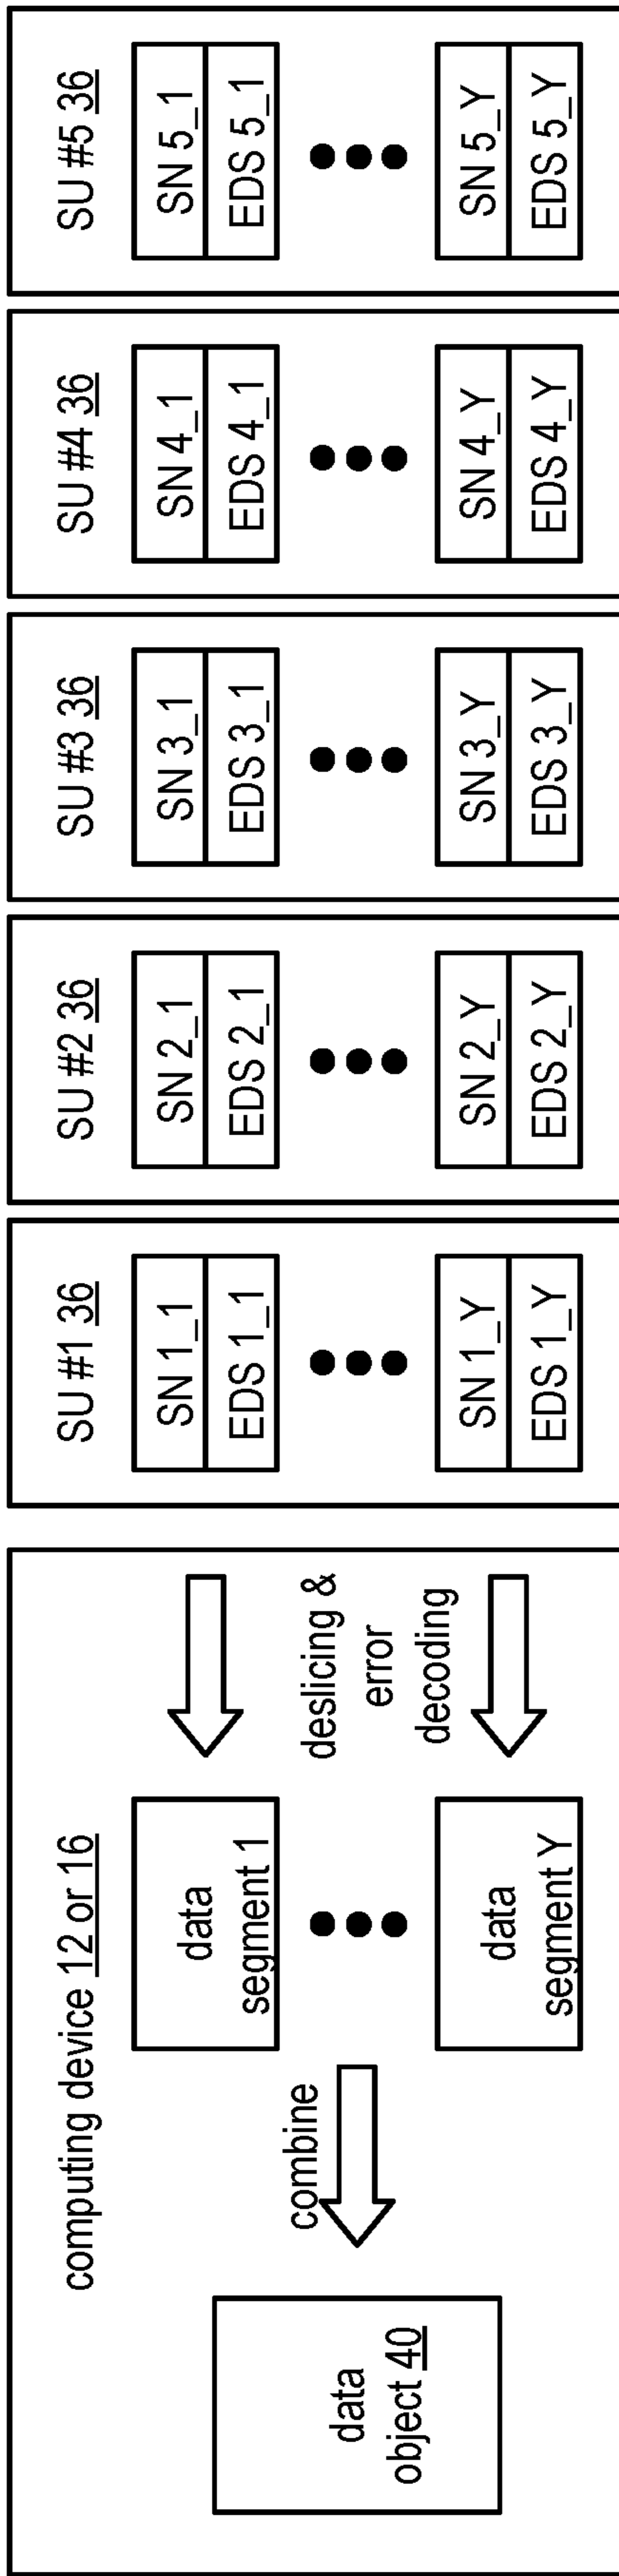 computing device 12 or 16
data
object 40
combine
data
segment 1
data
segment Y
deslicing &
error
decoding
SU #1 36
SN 1_1
EDS 1_1
SN 1_Y
EDS 1_Y
SU #2 36
SN 2_1
EDS 2_1
SN 2_Y
EDS 2_Y
SU #3 36
SN 3_1
EDS 3_1
SN 3_Y
EDS 3_Y
SU #4 36
SN 4_1
EDS 4_1
SN 4_Y
EDS 4_Y
SU #5 36
SN 5_1
EDS 5_1
SN 5_Y
EDS 5_Y